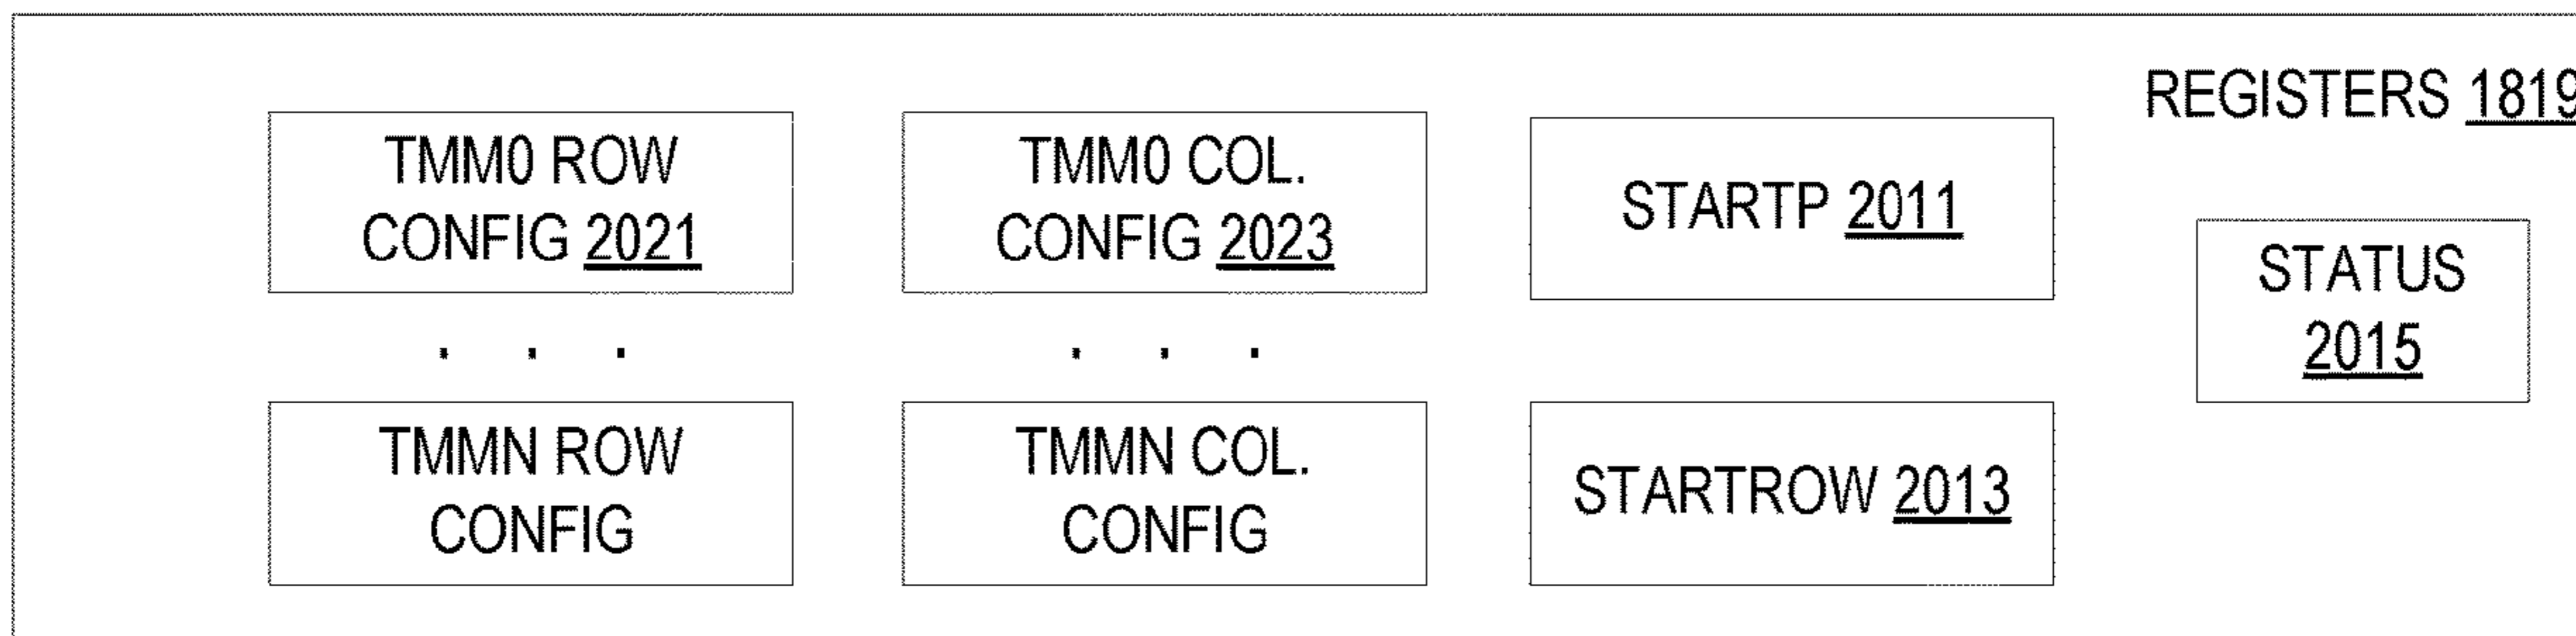 REGISTERS 1819
TMM0 ROW
CONFIG 2021
TMM0 COL.
CONFIG 2023
STARTP 2011
STATUS
2015
. . .
. . .
TMMN ROW
CONFIG
TMMN COL.
CONFIG
STARTROW 2013